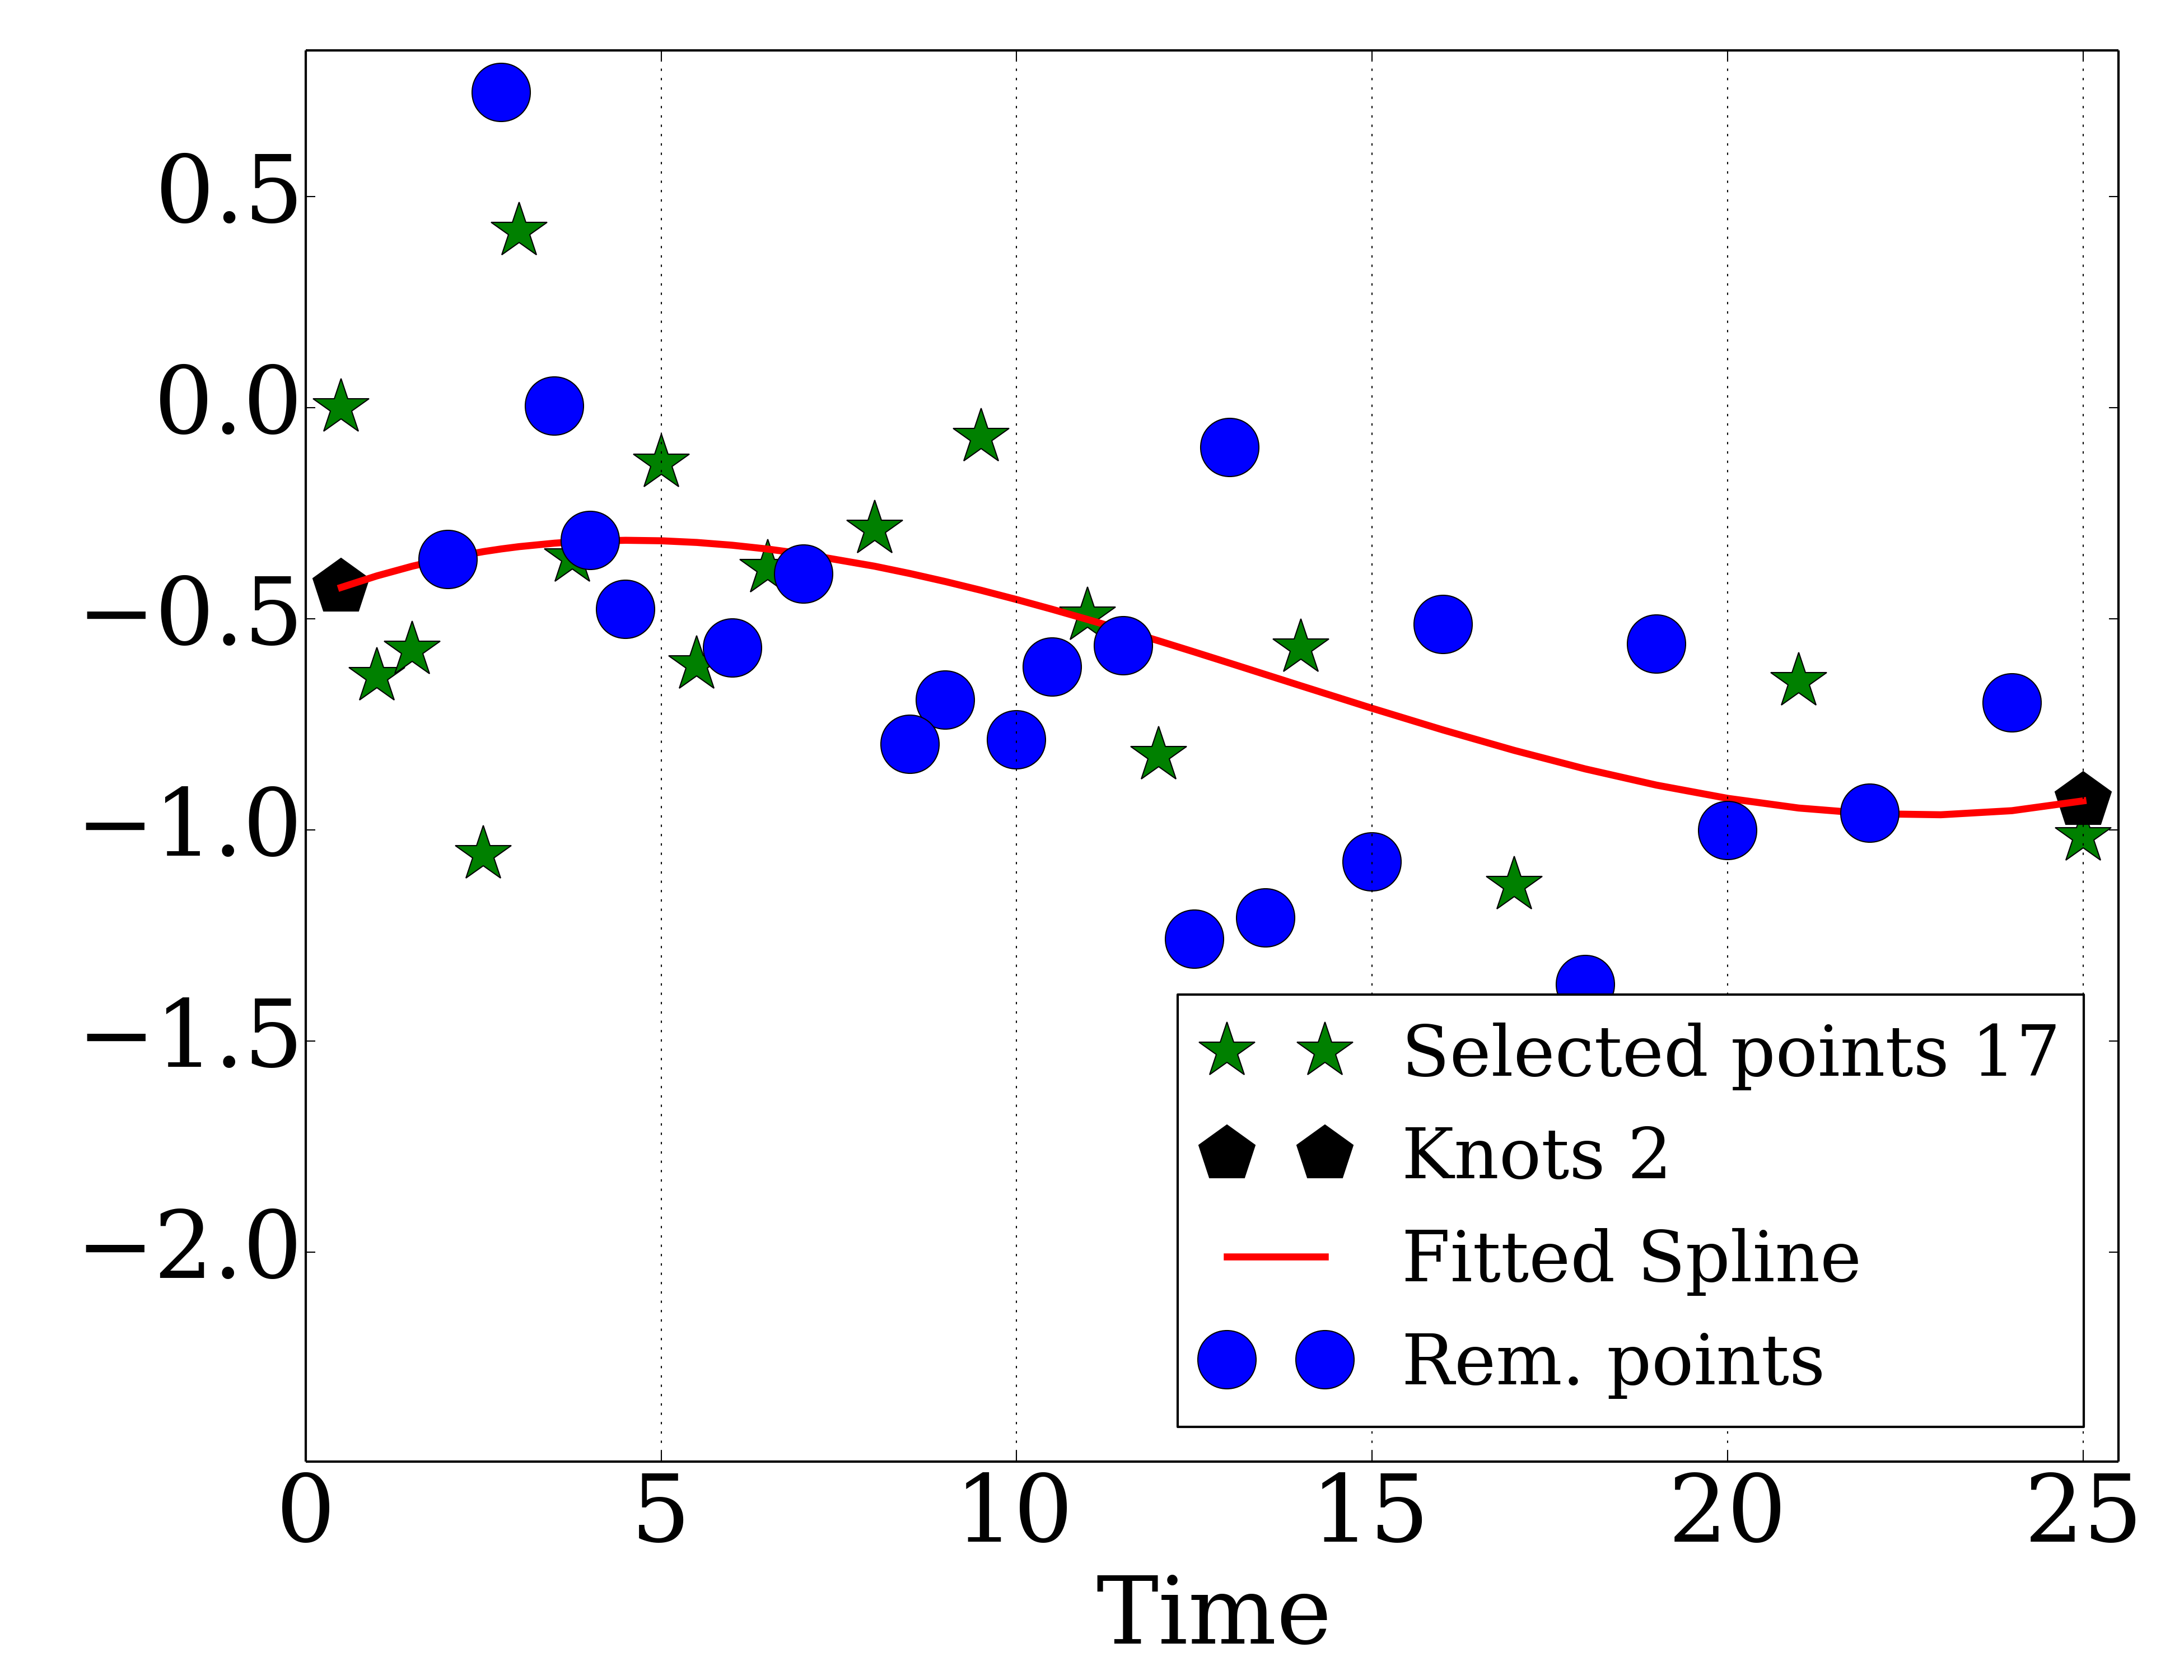 0.5
0.0
−0.5
−1.0
−1.5
−2.0
Selected points 17
Knots 2
Fitted Spline
Rem. points
0 5 10 15 20 25
Time